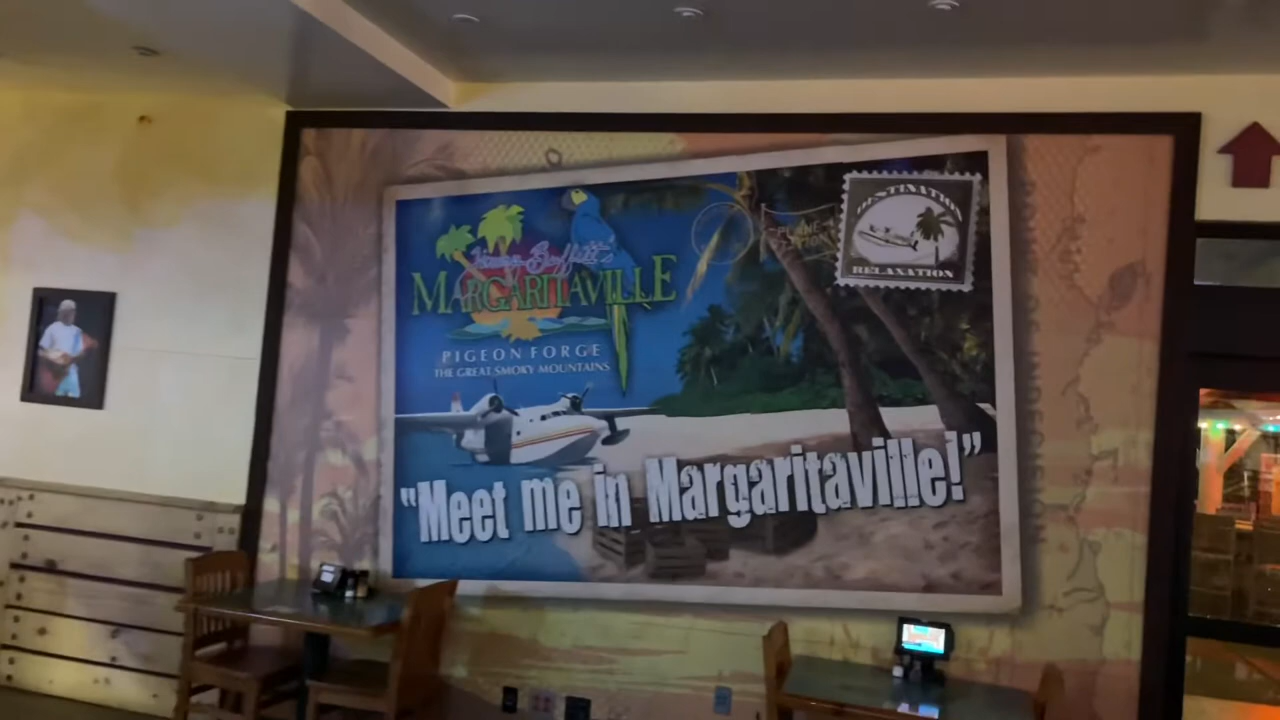 Jimmy Buffett's
MARGARITAVILLE
PIGEON FORGE
THE GREAT SMOKY MOUNTAINS
DESTINATION
RELAXATION
"Meet me in Margaritaville!"